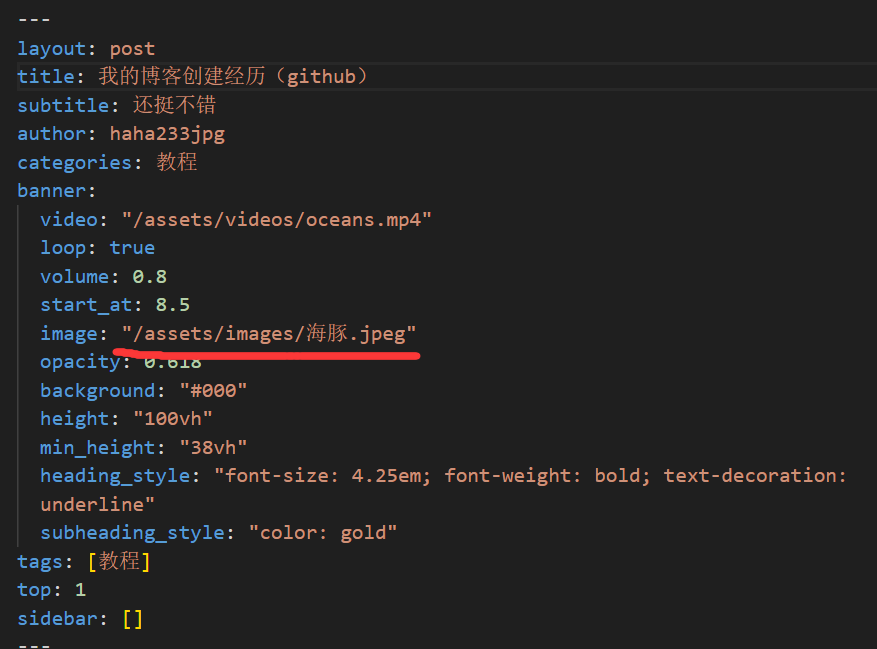 ---
layout: post
title: 我的博客创建经历（github）
subtitle: 还挺不错
author: haha233jpg
categories: 教程
banner:
video: "/assets/videos/oceans.mp4"
loop: true
volume: 0.8
start_at: 8.5
image: "/assets/images/海豚.jpeg"
opacity: 0.618
background: "#000"
height: "100vh"
min_height: "38vh"
heading_style: "font-size: 4.25em; font-weight: bold; text-decoration:
underline"
subheading_style: "color: gold"
tags: [教程]
top: 1
sidebar: []
---